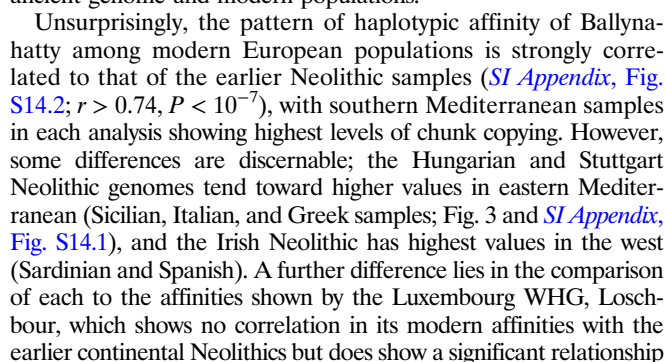 ancient genome and modern populations.
Unsurprisingly, the pattern of haplotypic affinity of Ballyna-
hatty among modern European populations is strongly corre-
lated to that of the earlier Neolithic samples (SI Appendix, Fig.
S14.2; r > 0.74, P < 10⁻⁷), with southern Mediterranean samples
in each analysis showing highest levels of chunk copying. However,
some differences are discernable; the Hungarian and Stuttgart
Neolithic genomes tend toward higher values in eastern Mediter-
ranean (Sicilian, Italian, and Greek samples; Fig. 3 and SI Appendix,
Fig. S14.1), and the Irish Neolithic has highest values in the west
(Sardinian and Spanish). A further difference lies in the comparison
of each to the affinities shown by the Luxembourg WHG, Losch-
bour, which shows no correlation in its modern affinities with the
earlier continental Neolithics but does show a significant relationship